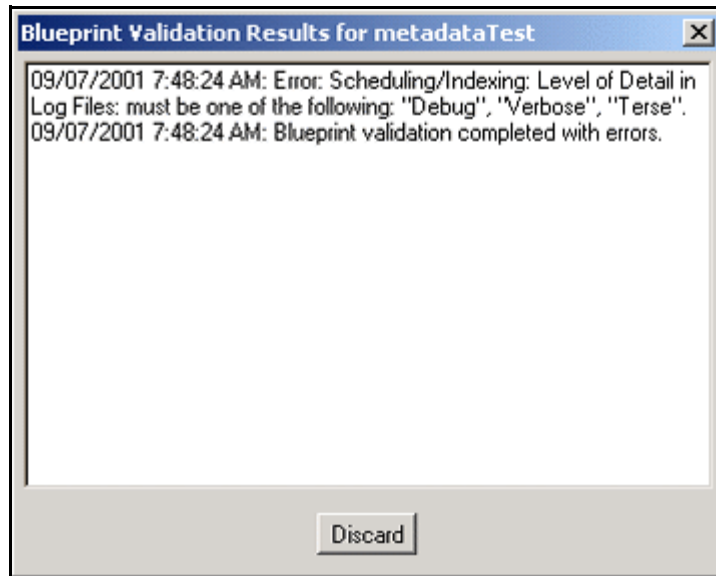 Blueprint Validation Results for metadataTest
09/07/2001 7:48:24 AM: Error: Scheduling/Indexing: Level of Detail in
Log Files: must be one of the following: "Debug", "Verbose", "Terse".
09/07/2001 7:48:24 AM: Blueprint validation completed with errors.
Discard